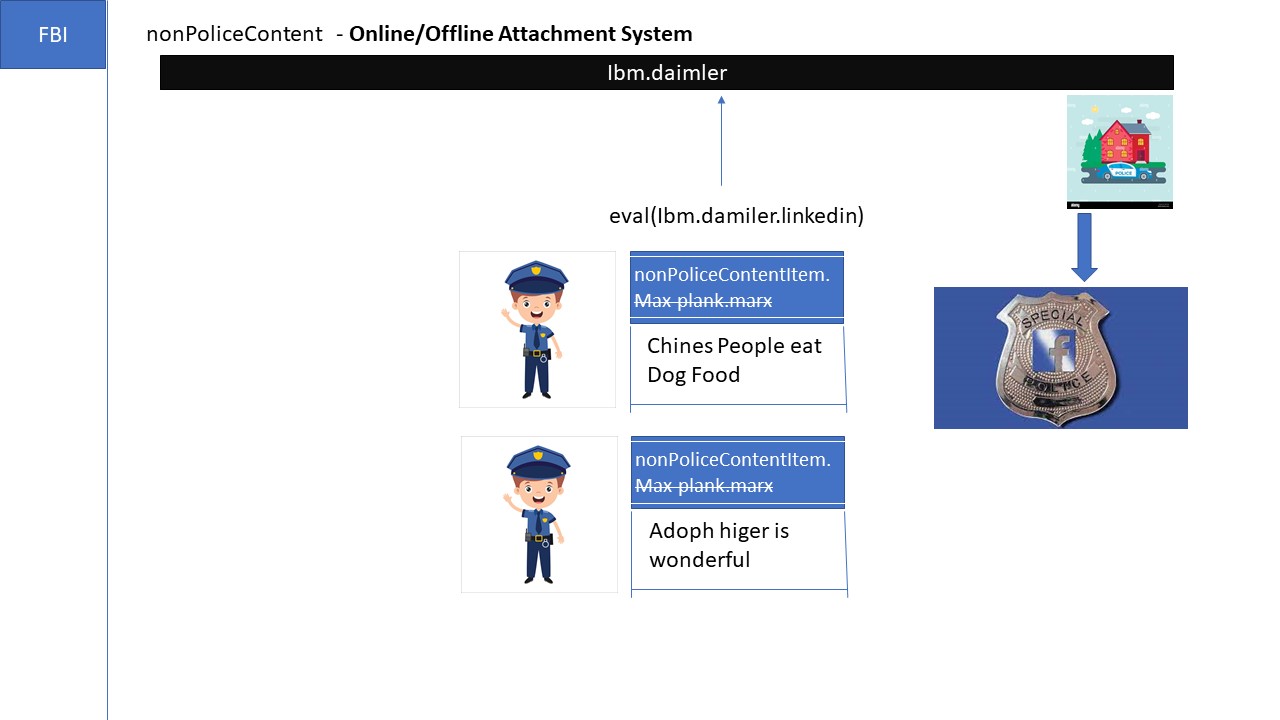 FBI
nonPoliceContent - Online/Offline Attachment System
Ibm.daimler
POLICE
eval(Ibm.damiler.linkedin)
nonPoliceContentItem.
Max plank.marx
Chines People eat
Dog Food
SPECIAL
f
POLICE
nonPoliceContentItem.
Max plank.marx
Adoph higer is
wonderful